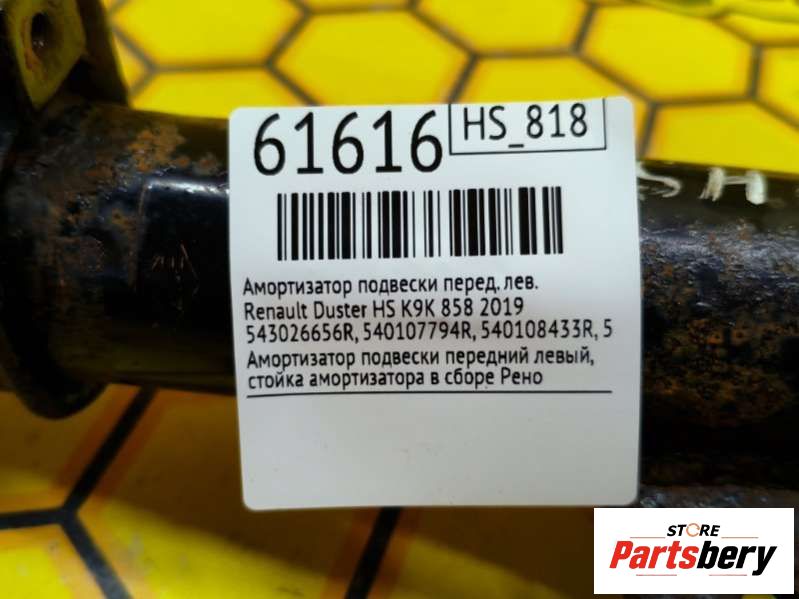 61616
HS_818
Амортизатор подвески перед. лев.
Renault Duster HS K9K 858 2019
543026656R, 540107794R, 540108433R, 5
Амортизатор подвески передний левый,
стойка амортизатора в сборе Рено
SH
STORE
Partsbery